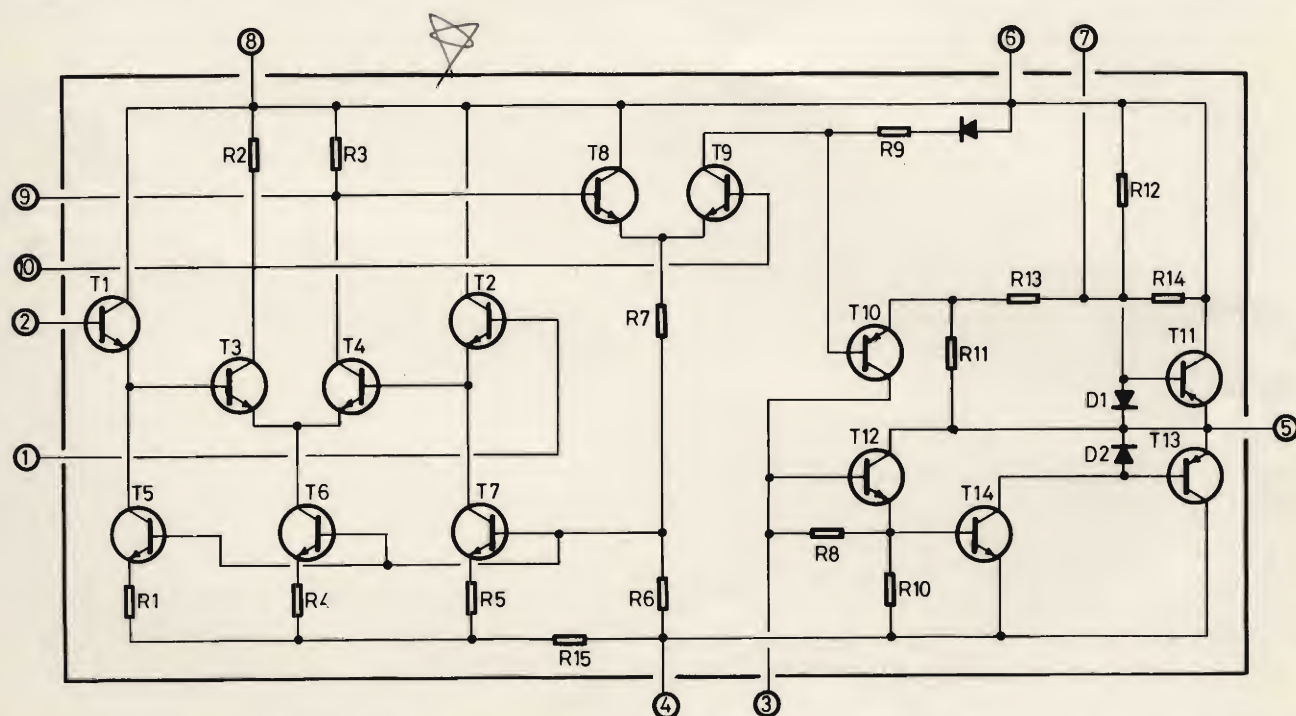 8 6 7
R2 R3 T8 T9 R9
9 R12
10 T1 T2 R13 R14
2 R7 T10 T11
T3 T4 R11
D1
1 T12 5
D2 T13
T5 T6 T7 T14
R8
R1 R4 R5 R6 R10
R15
4 3